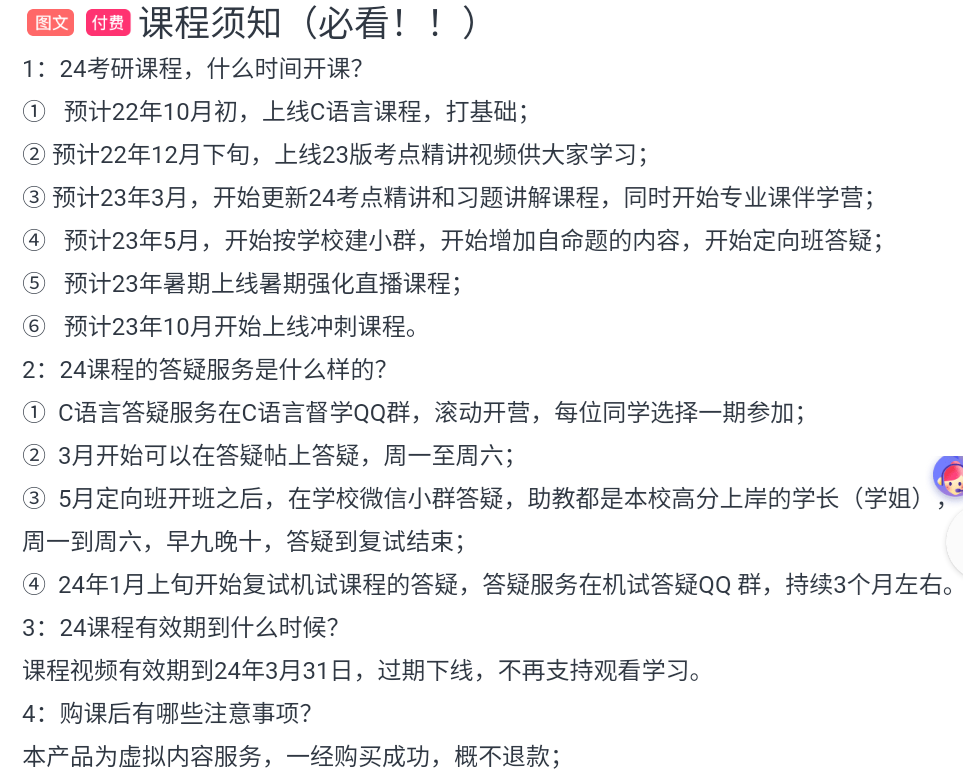 图文 付费 课程须知（必看！！）
1：24考研课程，什么时间开课？
① 预计22年10月初，上线C语言课程，打基础；
② 预计22年12月下旬，上线23版考点精讲视频供大家学习；
③ 预计23年3月，开始更新24考点精讲和习题讲解课程，同时开始专业课伴学营；
④ 预计23年5月，开始按学校建小群，开始增加自命题的内容，开始定向班答疑；
⑤ 预计23年暑期上线暑期强化直播课程；
⑥ 预计23年10月开始上线冲刺课程。
2：24课程的答疑服务是什么样的？
① C语言答疑服务在C语言督学QQ群，滚动开营，每位同学选择一期参加；
② 3月开始可以在答疑帖上答疑，周一至周六；
③ 5月定向班开班之后，在学校微信小群答疑，助教都是本校高分上岸的学长（学姐），
周一到周六，早九晚十，答疑到复试结束；
④ 24年1月上旬开始复试机试课程的答疑，答疑服务在机试答疑QQ 群，持续3个月左右。
3：24课程有效期到什么时候？
课程视频有效期到24年3月31日，过期下线，不再支持观看学习。
4：购课后有哪些注意事项？
本产品为虚拟内容服务，一经购买成功，概不退款；